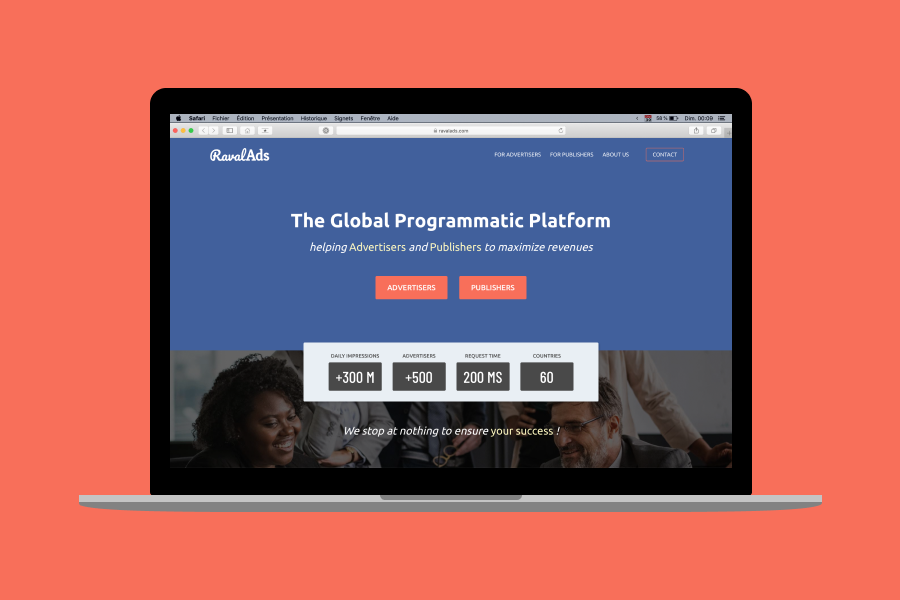 Safari Fichier Édition Présentation Historique Signets Fenêtre Aide 58 % Dim. 00:09
ravalads.com
RavalAds FOR ADVERTISERS FOR PUBLISHERS ABOUT US CONTACT
The Global Programmatic Platform
helping Advertisers and Publishers to maximize revenues
ADVERTISERS PUBLISHERS
DAILY IMPRESSIONS ADVERTISERS REQUEST TIME COUNTRIES
+300 M +500 200 MS 60
We stop at nothing to ensure your success !